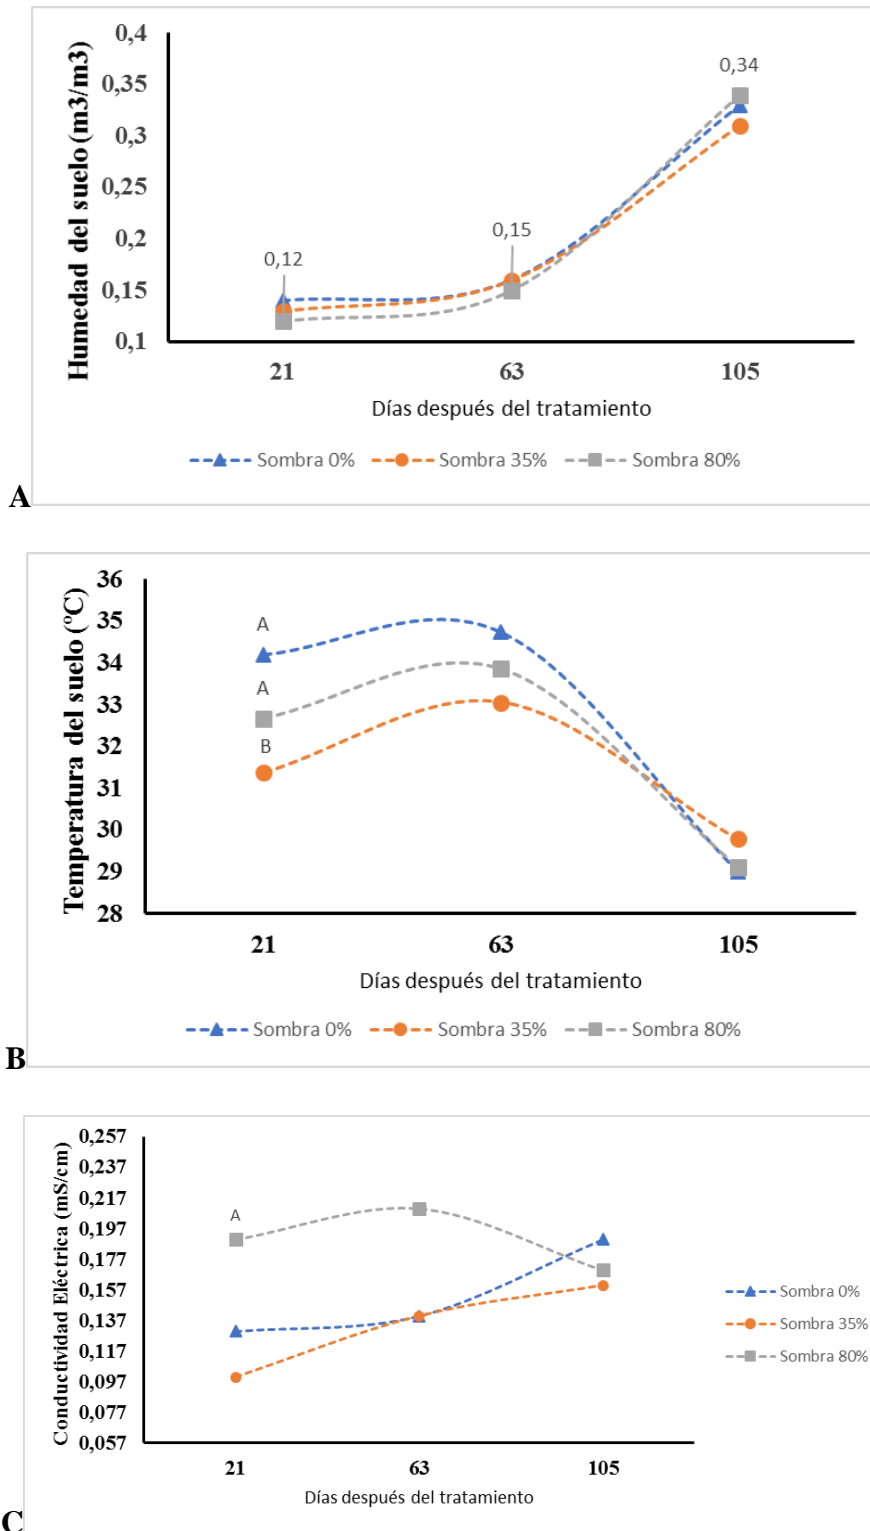 0,4
0,35
0,3
0,25
0,2
0,15
0,1
Humedad del suelo (m3/m3)
0,12
0,15
0,34
21 63 105
Días después del tratamiento
Sombra 0% Sombra 35% Sombra 80%
A
36
35
34
33
32
31
30
29
28
Temperatura del suelo (ºC)
A
A
B
21 63 105
Días después del tratamiento
Sombra 0% Sombra 35% Sombra 80%
B
0,257
0,237
0,217
0,197
0,177
0,157
0,137
0,117
0,097
0,077
0,057
Conductividad Eléctrica (mS/cm)
A
21 63 105
Días después del tratamiento
Sombra 0%
Sombra 35%
Sombra 80%
C